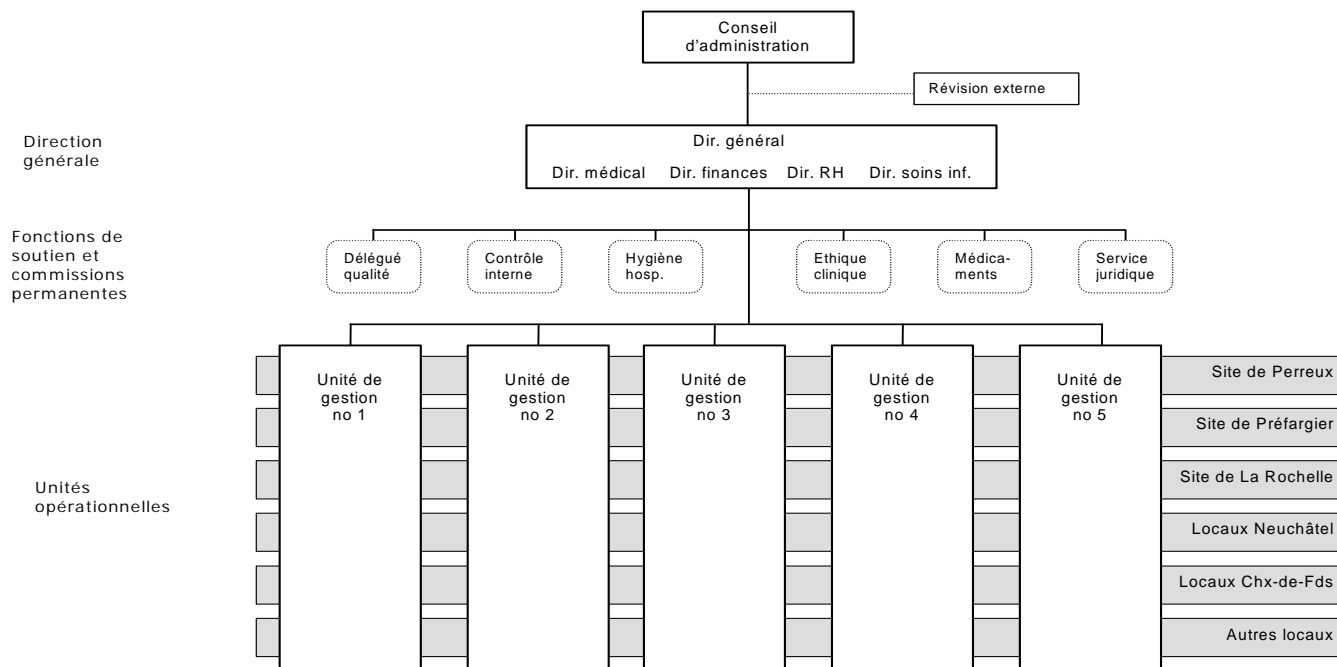 Conseil
d'administration
Révision externe
Direction
générale
Dir. général
Dir. médical Dir. finances Dir. RH Dir. soins inf.
Fonctions de
soutien et
commissions
permanentes
Délégué
qualité
Contrôle
interne
Hygiène
hosp.
Ethique
clinique
Médica-
ments
Service
juridique
Unités
opérationnelles
Unité de
gestion
no 1
Unité de
gestion
no 2
Unité de
gestion
no 3
Unité de
gestion
no 4
Unité de
gestion
no 5
Site de Perreux
Site de Préfargier
Site de La Rochelle
Locaux Neuchâtel
Locaux Chx-de-Fds
Autres locaux